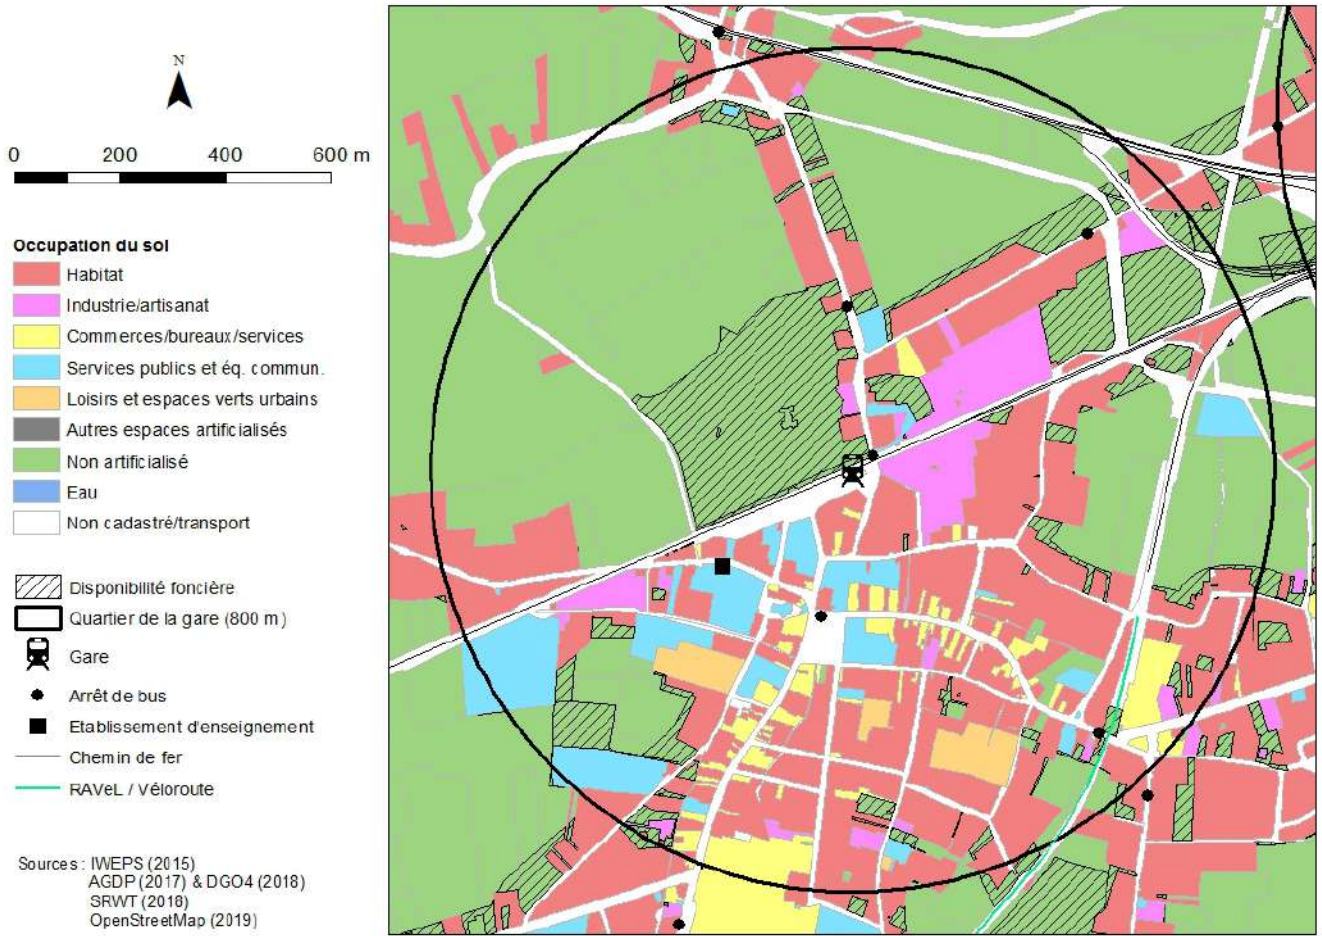 N
0 200 400 600 m
Occupation du sol
Habitat
Industrie/artisanat
Commerces/bureaux/services
Services publics et éq. commun.
Loisirs et espaces verts urbains
Autres espaces artificialisés
Non artificialisé
Eau
Non cadastré/transport
Disponibilité foncière
Quartier de la gare (800 m)
Gare
Arrêt de bus
Etablissement d'enseignement
Chemin de fer
RAVeL / Véloroute
Sources : IWEPS (2015)
AGDP (2017) & DGO4 (2018)
SRWT (2018)
OpenStreetMap (2019)